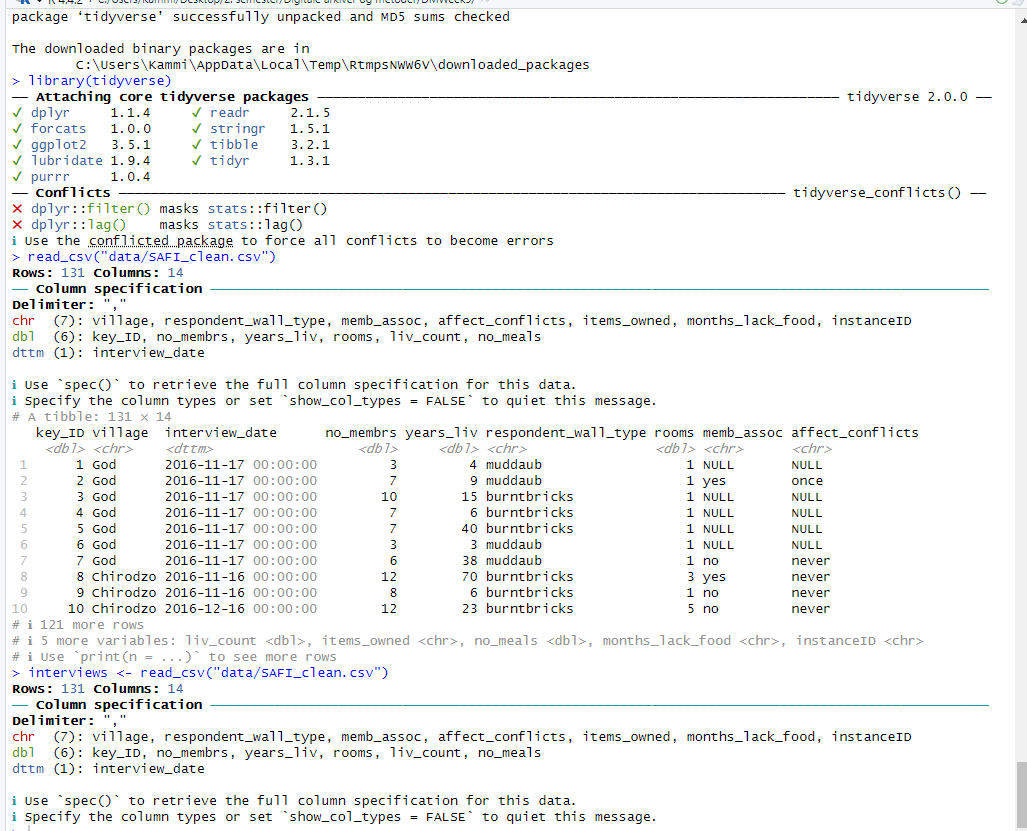 R 4.4.2 · C:/Users/Kammi/Desktop/2. semester/Digitale arkiver og metoder/DMWeek5/
package ‘tidyverse’ successfully unpacked and MD5 sums checked
The downloaded binary packages are in
C:\Users\Kammi\AppData\Local\Temp\RtmpsNWW6V\downloaded_packages
> library(tidyverse)
── Attaching core tidyverse packages ── tidyverse 2.0.0 ──
✓ dplyr 1.1.4 ✓ readr 2.1.5
✓ forcats 1.0.0 ✓ stringr 1.5.1
✓ ggplot2 3.5.1 ✓ tibble 3.2.1
✓ lubridate 1.9.4 ✓ tidyr 1.3.1
✓ purrr 1.0.4
── Conflicts ── tidyverse_conflicts() ──
✕ dplyr::filter() masks stats::filter()
✕ dplyr::lag() masks stats::lag()
ℹ Use the conflicted package to force all conflicts to become errors
> read_csv("data/SAFI_clean.csv")
Rows: 131 Columns: 14
── Column specification ──
Delimiter: ","
chr (7): village, respondent_wall_type, memb_assoc, affect_conflicts, items_owned, months_lack_food, instanceID
dbl (6): key_ID, no_membrs, years_liv, rooms, liv_count, no_meals
dttm (1): interview_date
ℹ Use `spec()` to retrieve the full column specification for this data.
ℹ Specify the column types or set `show_col_types = FALSE` to quiet this message.
# A tibble: 131 × 14
key_ID village interview_date no_membrs years_liv respondent_wall_type rooms memb_assoc affect_conflicts
<dbl> <chr> <dttm> <dbl> <dbl> <chr> <dbl> <chr> <chr>
1 1 God 2016-11-17 00:00:00 3 4 muddaub 1 NULL NULL
2 2 God 2016-11-17 00:00:00 7 9 muddaub 1 yes once
3 3 God 2016-11-17 00:00:00 10 15 burntbricks 1 NULL NULL
4 4 God 2016-11-17 00:00:00 7 6 burntbricks 1 NULL NULL
5 5 God 2016-11-17 00:00:00 7 40 burntbricks 1 NULL NULL
6 6 God 2016-11-17 00:00:00 3 3 muddaub 1 NULL NULL
7 7 God 2016-11-17 00:00:00 6 38 muddaub 1 no never
8 8 Chirodzo 2016-11-16 00:00:00 12 70 burntbricks 3 yes never
9 9 Chirodzo 2016-11-16 00:00:00 8 6 burntbricks 1 no never
10 10 Chirodzo 2016-12-16 00:00:00 12 23 burntbricks 5 no never
# ℹ 121 more rows
# ℹ 5 more variables: liv_count <dbl>, items_owned <chr>, no_meals <dbl>, months_lack_food <chr>, instanceID <chr>
# ℹ Use `print(n = ...)` to see more rows
> interviews <- read_csv("data/SAFI_clean.csv")
Rows: 131 Columns: 14
── Column specification ──
Delimiter: ","
chr (7): village, respondent_wall_type, memb_assoc, affect_conflicts, items_owned, months_lack_food, instanceID
dbl (6): key_ID, no_membrs, years_liv, rooms, liv_count, no_meals
dttm (1): interview_date
ℹ Use `spec()` to retrieve the full column specification for this data.
ℹ Specify the column types or set `show_col_types = FALSE` to quiet this message.